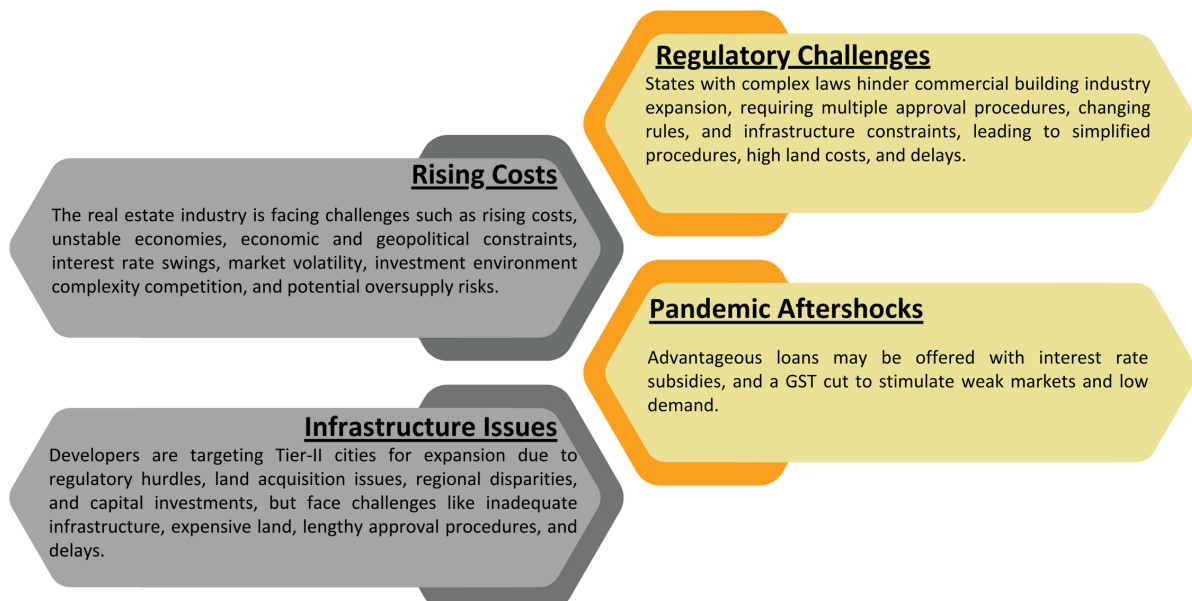 Regulatory Challenges
States with complex laws hinder commercial building industry
expansion, requiring multiple approval procedures, changing
rules, and infrastructure constraints, leading to simplified
procedures, high land costs, and delays.
Rising Costs
The real estate industry is facing challenges such as rising costs,
unstable economies, economic and geopolitical constraints,
interest rate swings, market volatility, investment environment
complexity competition, and potential oversupply risks.
Pandemic Aftershocks
Advantageous loans may be offered with interest rate
subsidies, and a GST cut to stimulate weak markets and low
demand.
Infrastructure Issues
Developers are targeting Tier-II cities for expansion due to
regulatory hurdles, land acquisition issues, regional disparities,
and capital investments, but face challenges like inadequate
infrastructure, expensive land, lengthy approval procedures, and
delays.